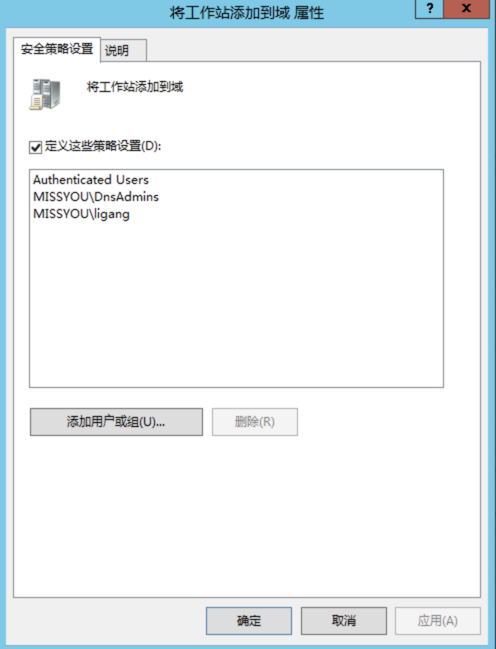 将工作站添加到域 属性
? x
安全策略设置 说明
将工作站添加到域
定义这些策略设置(D):
Authenticated Users
MISSYOU\DnsAdmins
MISSYOU\ligang
添加用户或组(U)... 删除(R)
确定 取消 应用(A)